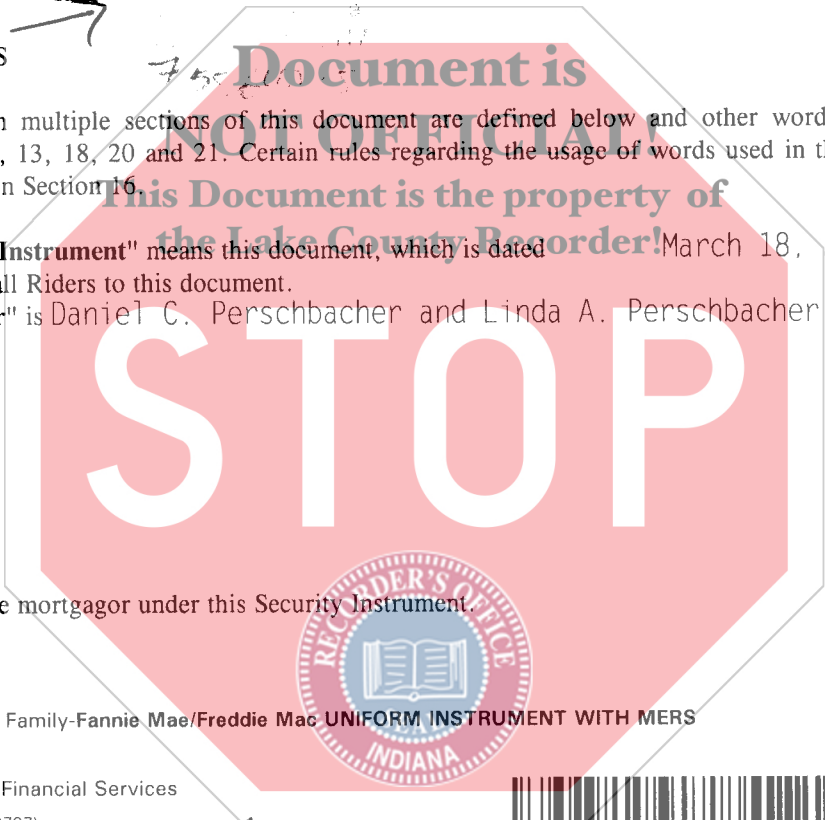 S
Document is
multiple sections of this document are defined below and other word
NOT OFFICIAL!
, 13, 18, 20 and 21. Certain rules regarding the usage of words used in
n Section 16.
This Document is the property of
the Lake County Recorder!
Instrument" means this document, which is dated March 18,
all Riders to this document.
r" is Daniel C. Perschbacher and Linda A. Perschbacher
STOP
e mortgagor under this Security Instrument.
RECORDER'S OFFICE
SEAL
INDIANA
Family-Fannie Mae/Freddie Mac UNIFORM INSTRUMENT WITH MERS
Financial Services